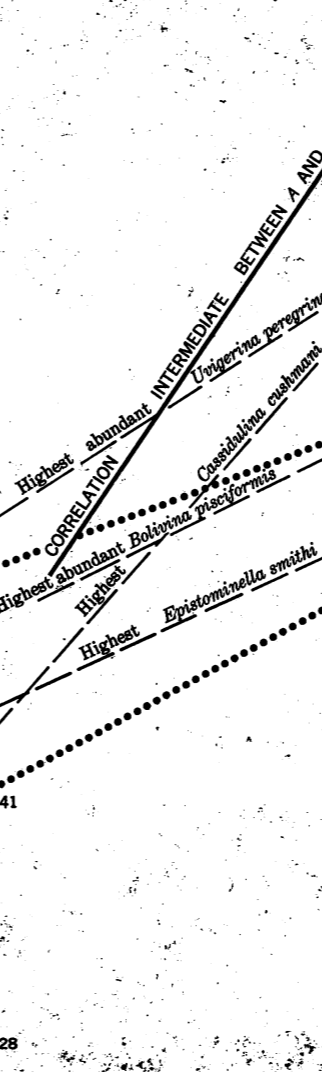 CORRELATION INTERMEDIATE BETWEEN A AND
Highest abundant Uvigerina peregrina
Highest Cassidulina cushmani
Highest abundant Bolivina pisciformis
Highest Epistominella smithi
41
28